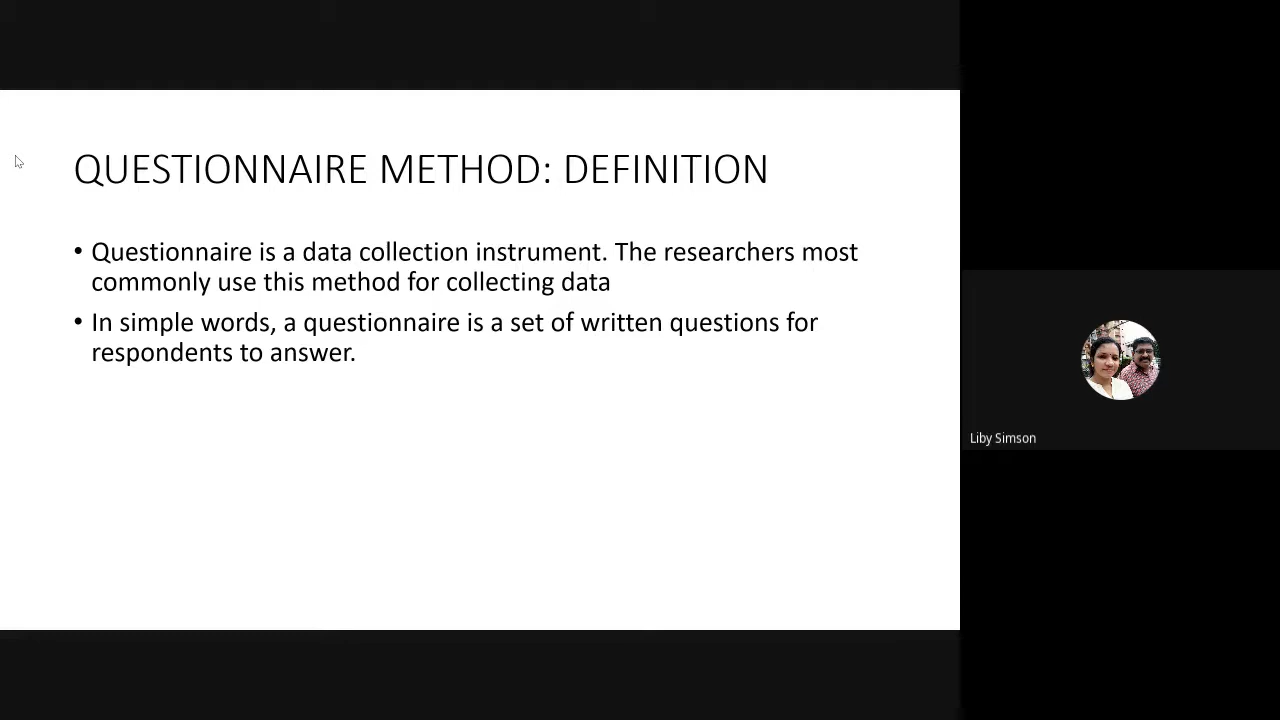 QUESTIONNAIRE METHOD: DEFINITION
• Questionnaire is a data collection instrument. The researchers most
commonly use this method for collecting data
• In simple words, a questionnaire is a set of written questions for
respondents to answer.
Liby Simson